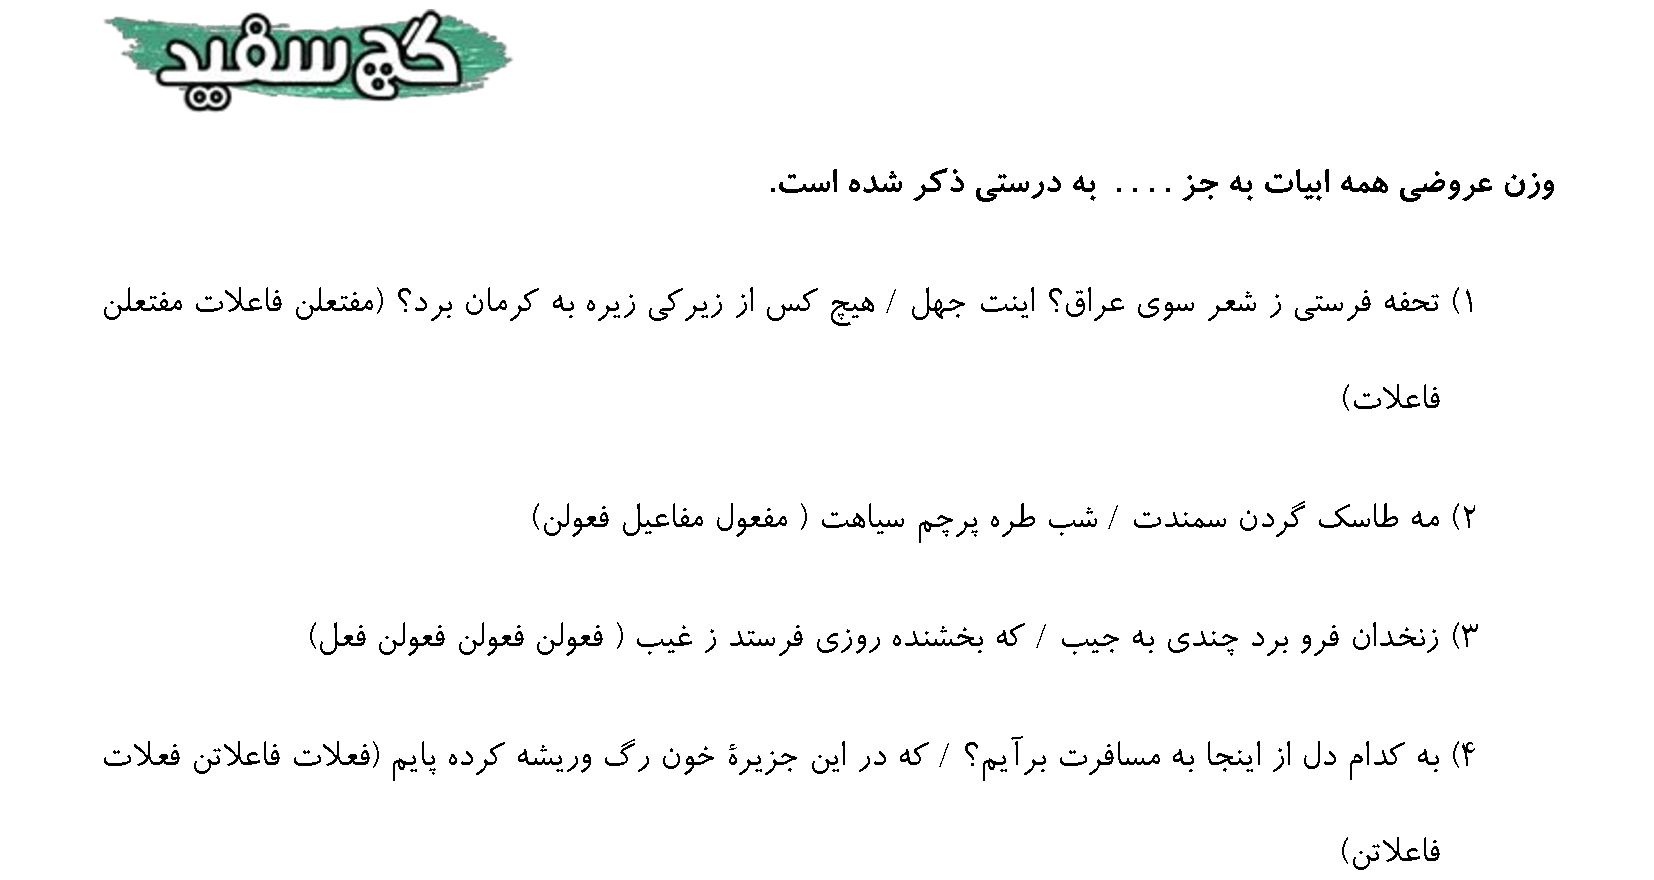 گچ سفید
وزن عروضی همه ابیات به جز .... به درستی ذکر شده است.
۱) تحفه فرستی ز شعر سوی عراق؟ اینت جهل / هیچ کس از زیرکی زیره به کرمان برد؟ (مفتعلن فاعلات مفتعلن
فاعلات)
۲) مه طاسک گردن سمندت / شب طره پرچم سیاهت ( مفعول مفاعیل فعولن)
۳) زنخدان فرو برد چندی به جیب / که بخشنده روزی فرستد ز غیب ( فعولن فعولن فعولن فعل)
۴) به کدام دل از اینجا به مسافرت برآیم؟ / که در این جزیرۀ خون رگ وریشه کرده پایم (فعلات فاعلاتن فعلات
فاعلاتن)